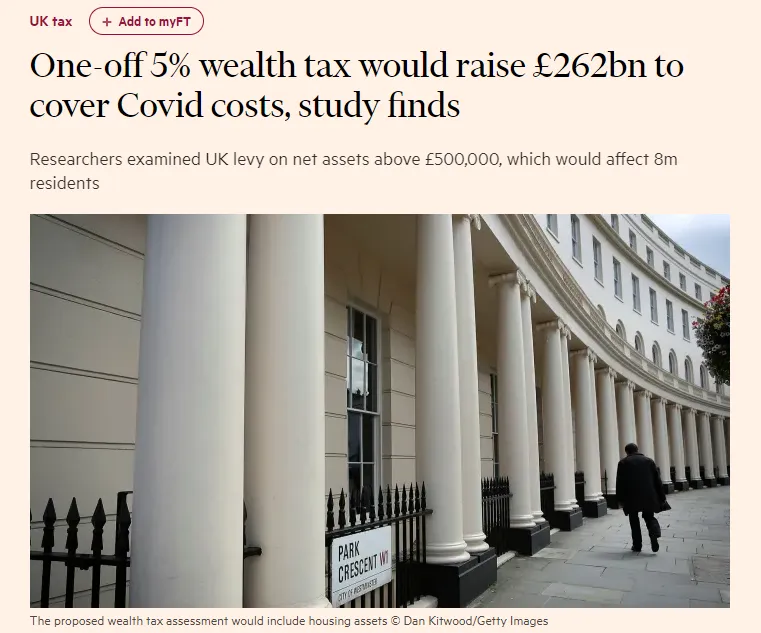 UK tax
+ Add to myFT
One-off 5% wealth tax would raise £262bn to
cover Covid costs, study finds
Researchers examined UK levy on net assets above £500,000, which would affect 8m
residents
PARK
CRESCENT W1
CITY OF WESTMINSTER
The proposed wealth tax assessment would include housing assets © Dan Kitwood/Getty Images